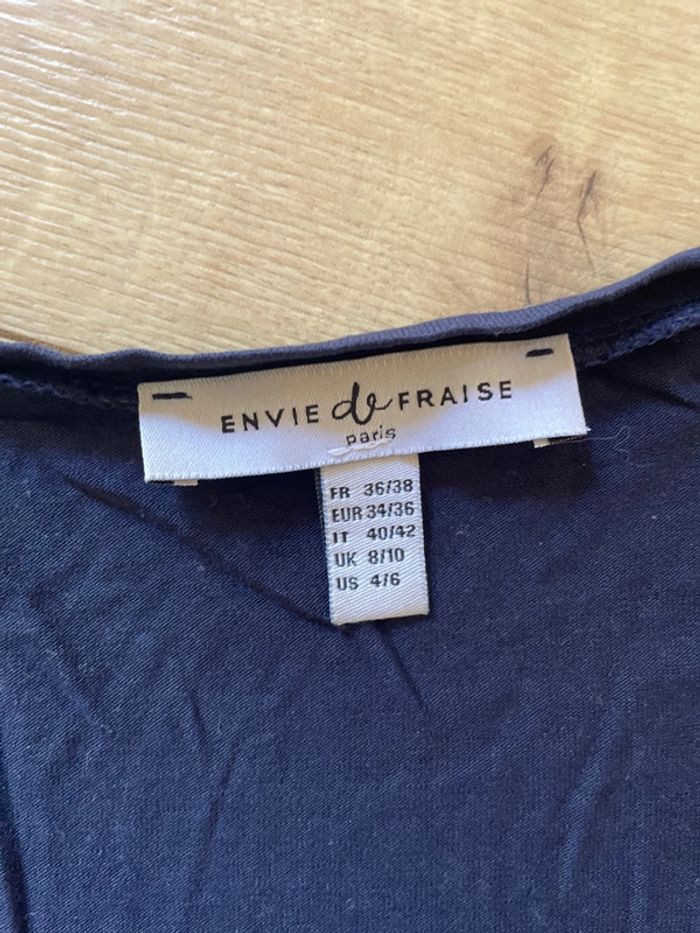 ENVIE de FRAISE
paris
FR 36/38
EUR 34/36
IT 40/42
UK 8/10
US 4/6